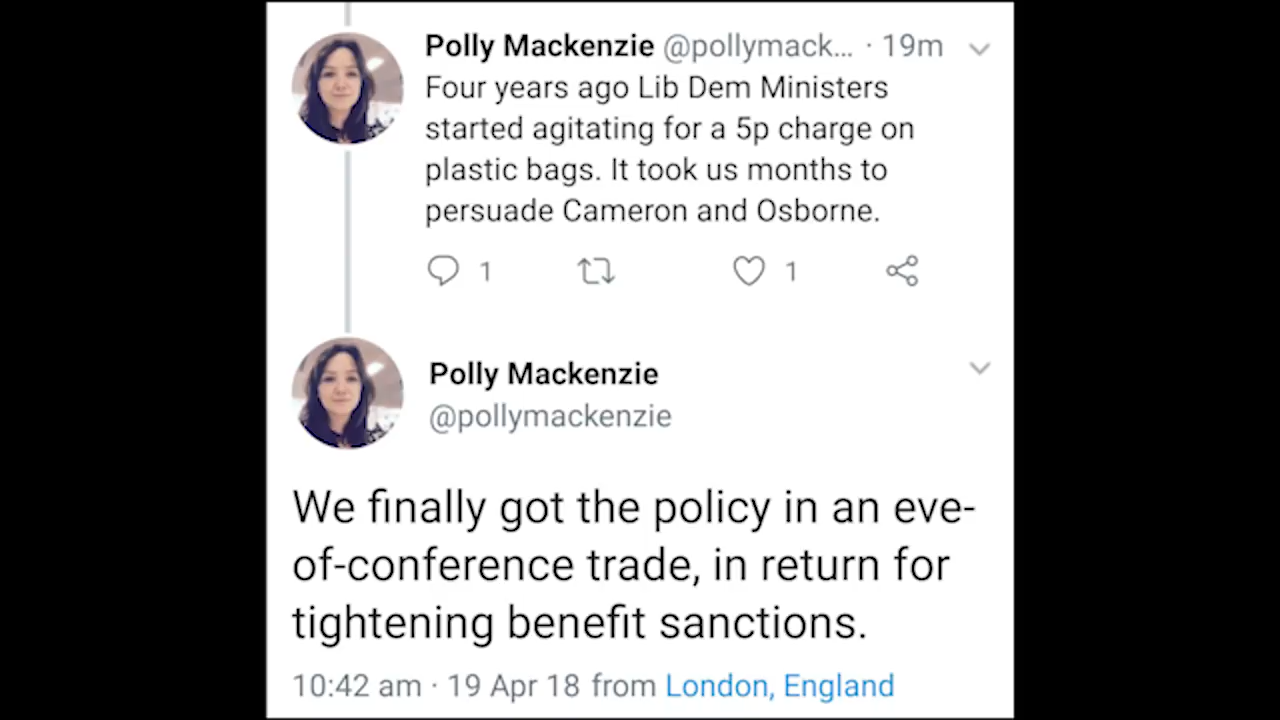 Polly Mackenzie @pollymack... · 19m
Four years ago Lib Dem Ministers
started agitating for a 5p charge on
plastic bags. It took us months to
persuade Cameron and Osborne.
1 1
Polly Mackenzie
@pollymackenzie
We finally got the policy in an eve-
of-conference trade, in return for
tightening benefit sanctions.
10:42 am · 19 Apr 18 from London, England